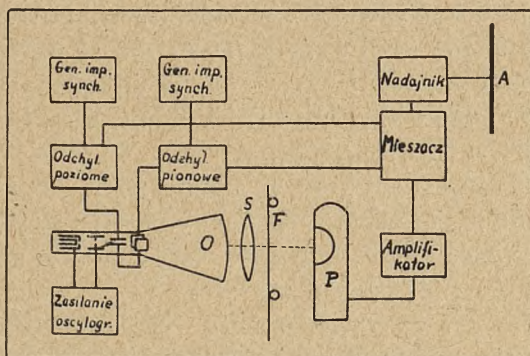 Gen. imp.
synch.
Gen. imp.
synch.
Nadajnik
A
Odchyl.
poziome
Odchyl.
pionowe
Mieszacz
S
F
O
P
Amplifi-
kator
Zasilanie
oscylogr.